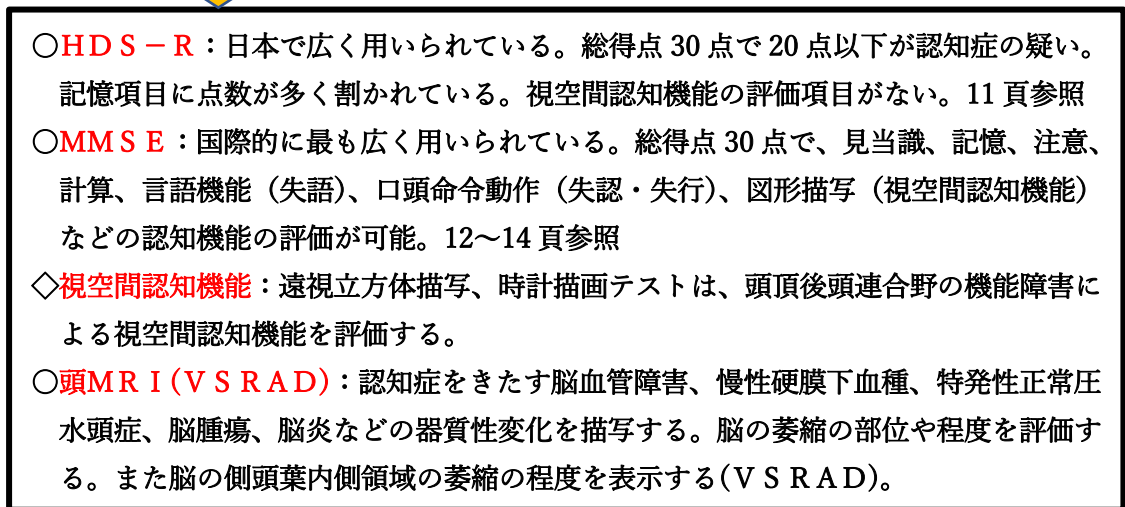 ○ＨＤＳ－Ｒ：日本で広く用いられている。総得点 30 点で 20 点以下が認知症の疑い。
記憶項目に点数が多く割かれている。視空間認知機能の評価項目がない。11 頁参照
○ＭＭＳＥ：国際的に最も広く用いられている。総得点 30 点で、見当識、記憶、注意、
計算、言語機能（失語）、口頭命令動作（失認・失行）、図形描写（視空間認知機能）
などの認知機能の評価が可能。12～14 頁参照
◇視空間認知機能：遠視立方体描写、時計描画テストは、頭頂後頭連合野の機能障害に
よる視空間認知機能を評価する。
○頭ＭＲＩ(ＶＳＲＡＤ)：認知症をきたす脳血管障害、慢性硬膜下血種、特発性正常圧
水頭症、脳腫瘍、脳炎などの器質性変化を描写する。脳の萎縮の部位や程度を評価す
る。また脳の側頭葉内側領域の萎縮の程度を表示する(ＶＳＲＡＤ)。